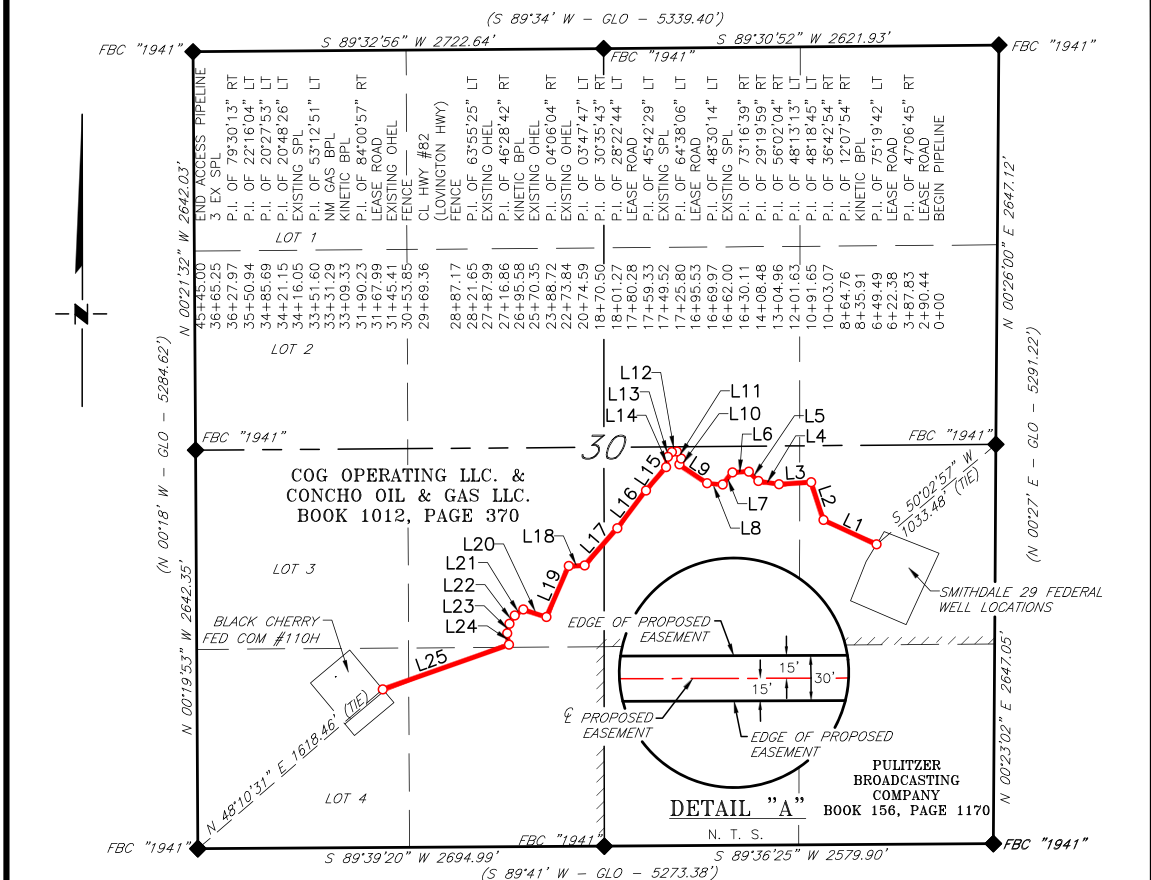 (S 89°34' W - GLO - 5339.40')
FBC "1941"
S 89°32'56" W 2722.64'
FBC "1941"
S 89°30'52" W 2621.93'
FBC "1941"
45+45.00 END ACCESS PIPELINE
36+65.25 3 EX SPL
36+27.97 P.I. OF 79°30'13" RT
35+50.94 P.I. OF 22°16'04" LT
34+85.69 P.I. OF 20°27'53" LT
34+21.15 P.I. OF 20°48'26" LT
34+16.05 EXISTING SPL
33+51.60 P.I. OF 53°12'51" LT
33+31.29 NM GAS BPL
33+09.33 KINETIC BPL
31+90.23 P.I. OF 84°00'57" RT
31+67.99 LEASE ROAD
31+45.41 EXISTING OHEL
30+53.85 FENCE
29+69.36 CL HWY #82
(LOVINGTON HWY)
28+87.17 FENCE
28+21.65 P.I. OF 63°55'25" LT
27+87.99 EXISTING OHEL
27+16.86 P.I. OF 46°28'42" RT
26+95.58 KINETIC BPL
25+70.35 EXISTING OHEL
23+88.72 P.I. OF 04°06'04" RT
22+73.84 EXISTING OHEL
20+74.59 P.I. OF 03°47'47" LT
18+70.50 P.I. OF 30°35'43" RT
18+01.27 P.I. OF 28°22'44" LT
17+80.28 LEASE ROAD
17+59.33 P.I. OF 45°42'29" LT
17+49.52 EXISTING SPL
17+25.80 P.I. OF 64°38'06" LT
16+95.53 LEASE ROAD
16+69.97 P.I. OF 48°30'14" LT
16+62.00 EXISTING SPL
16+30.11 P.I. OF 73°16'39" RT
14+08.48 P.I. OF 29°19'59" RT
13+04.96 P.I. OF 56°02'04" RT
12+01.63 P.I. OF 48°13'13" LT
10+91.65 P.I. OF 48°18'45" LT
10+03.07 P.I. OF 36°42'54" RT
8+64.76 P.I. OF 12°07'54" RT
8+35.91 KINETIC BPL
6+49.49 P.I. OF 75°19'42" LT
6+22.38 LEASE ROAD
3+87.83 P.I. OF 47°06'45" RT
2+90.44 LEASE ROAD
0+00 BEGIN PIPELINE
N 00°21'32" W 2642.03'
N 00°26'00" E 2647.12'
LOT 1
LOT 2
(N 00°18' W - GLO - 5284.62')
(N 00°27' E - GLO - 5291.22')
N
L12
L13
L14
L11
L10
L5
L6
L4
FBC "1941"
30
FBC "1941"
L15
L9
L3
L7
L8
L2
L1
S 50°02'57" W
1033.48' (TIE)
COG OPERATING LLC. &
CONCHO OIL & GAS LLC.
BOOK 1012, PAGE 370
L16
L17
L18
L19
L20
L21
L22
L23
L24
L25
LOT 3
SMITHDALE 29 FEDERAL
WELL LOCATIONS
BLACK CHERRY
FED COM #110H
EDGE OF PROPOSED
EASEMENT
15'
15'
30'
℄ PROPOSED
EASEMENT
EDGE OF PROPOSED
EASEMENT
N 00°19'53" W 2642.35'
N 00°23'02" E 2647.05'
N 48°10'31" E 1618.46' (TIE)
LOT 4
PULITZER
BROADCASTING
COMPANY
BOOK 156, PAGE 1170
DETAIL "A"
N. T. S.
FBC "1941"
S 89°39'20" W 2694.99'
FBC "1941"
S 89°36'25" W 2579.90'
FBC "1941"
(S 89°41' W - GLO - 5273.38')